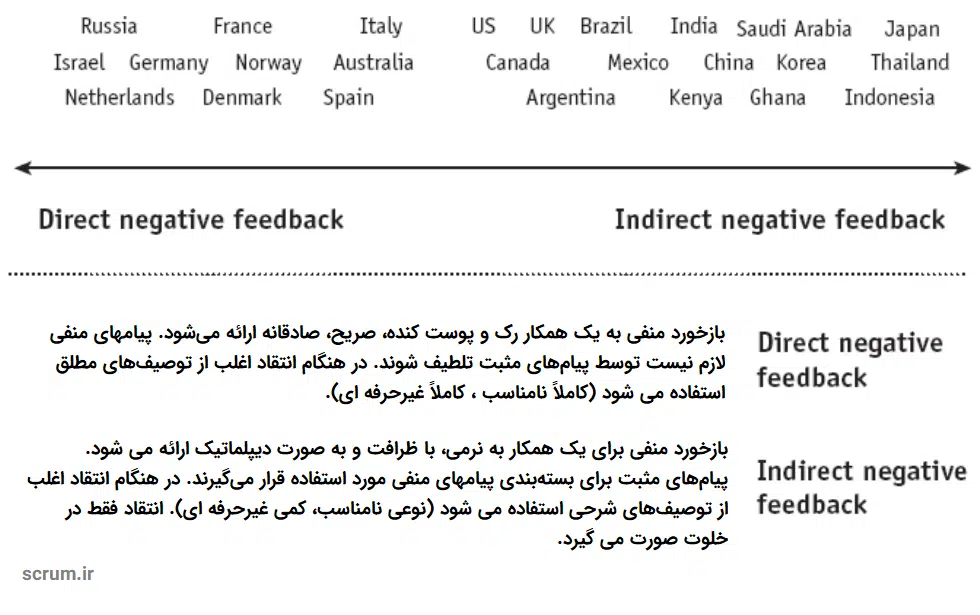 Russia France Italy US UK Brazil India Saudi Arabia Japan
Israel Germany Norway Australia Canada Mexico China Korea Thailand
Netherlands Denmark Spain Argentina Kenya Ghana Indonesia
Direct negative feedback Indirect negative feedback
Direct negative
feedback
بازخورد منفی به یک همکار رک و پوست کنده، صریح، صادقانه ارائه می‌شود. پیامهای منفی
لازم نیست توسط پیام‌های مثبت تلطیف شوند. در هنگام انتقاد اغلب از توصیف‌های مطلق
استفاده می شود (کاملاً نامناسب ، کاملاً غیرحرفه ای).
Indirect negative
feedback
بازخورد منفی برای یک همکار به نرمی، با ظرافت و به صورت دیپلماتیک ارائه می شود.
پیام‌های مثبت برای بسته‌بندی پیامهای منفی مورد استفاده قرار می‌گیرند. در هنگام انتقاد اغلب
از توصیف‌های شرحی استفاده می شود (نوعی نامناسب، کمی غیرحرفه ای). انتقاد فقط در
خلوت صورت می گیرد.
scrum.ir